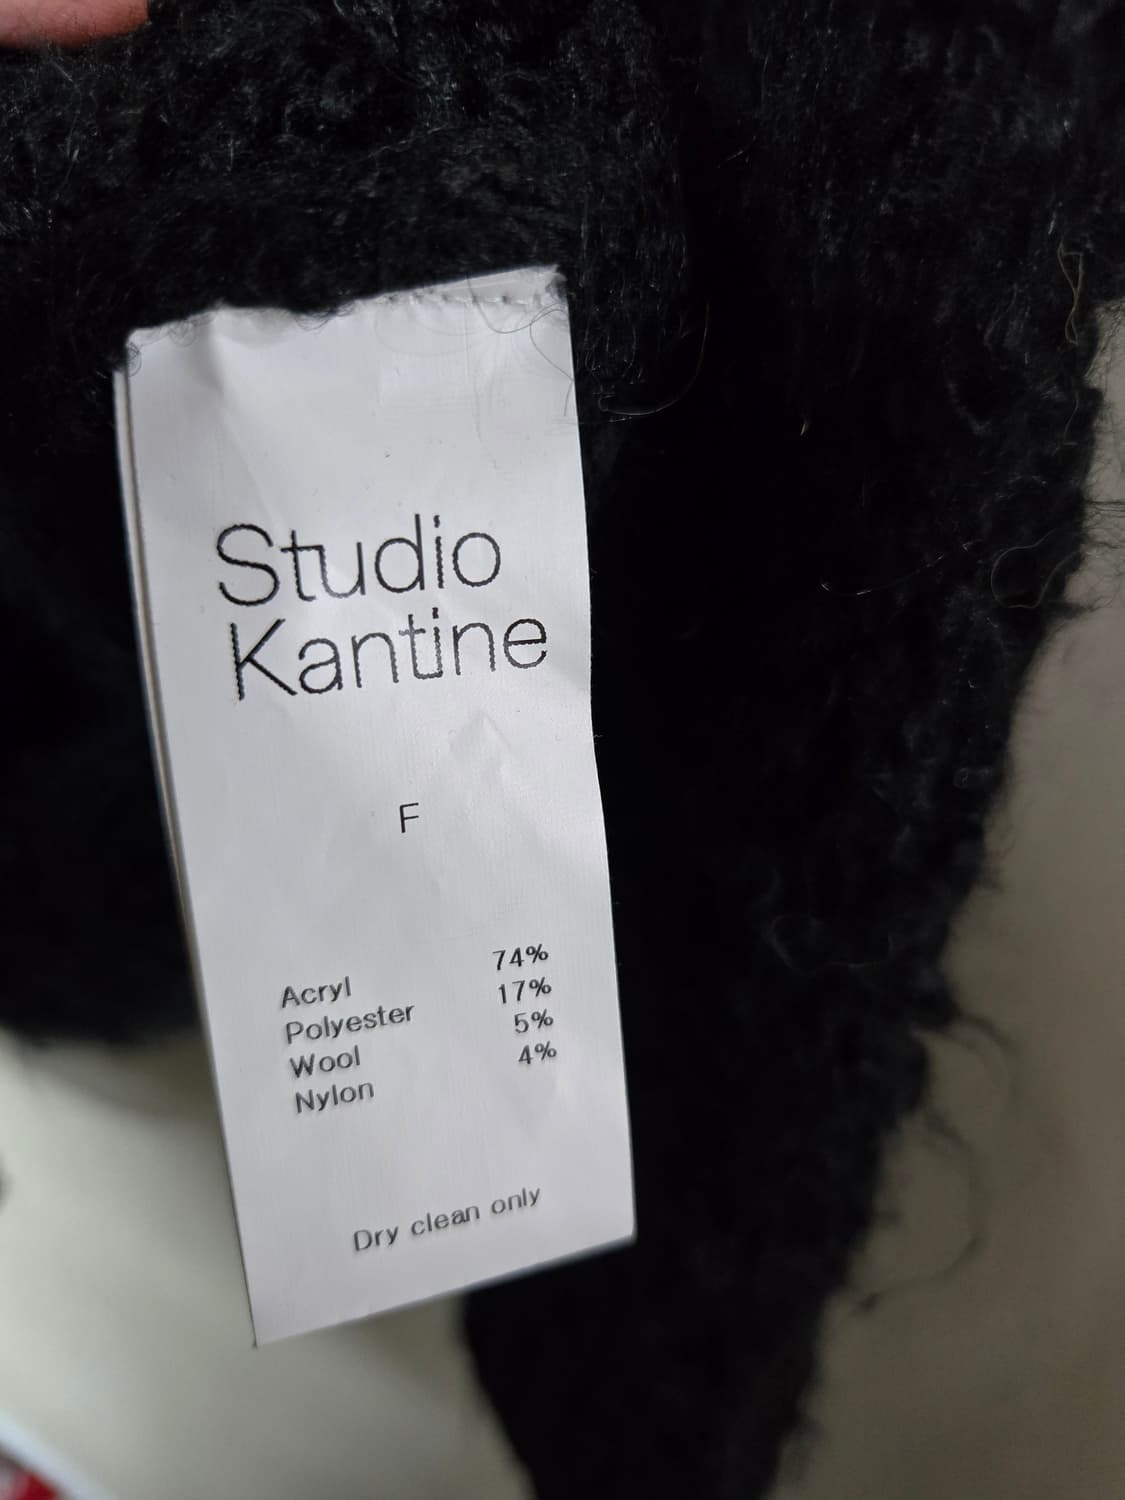 Studio
Kantine
F
Acryl 74%
Polyester 17%
Wool 5%
Nylon 4%
Dry clean only